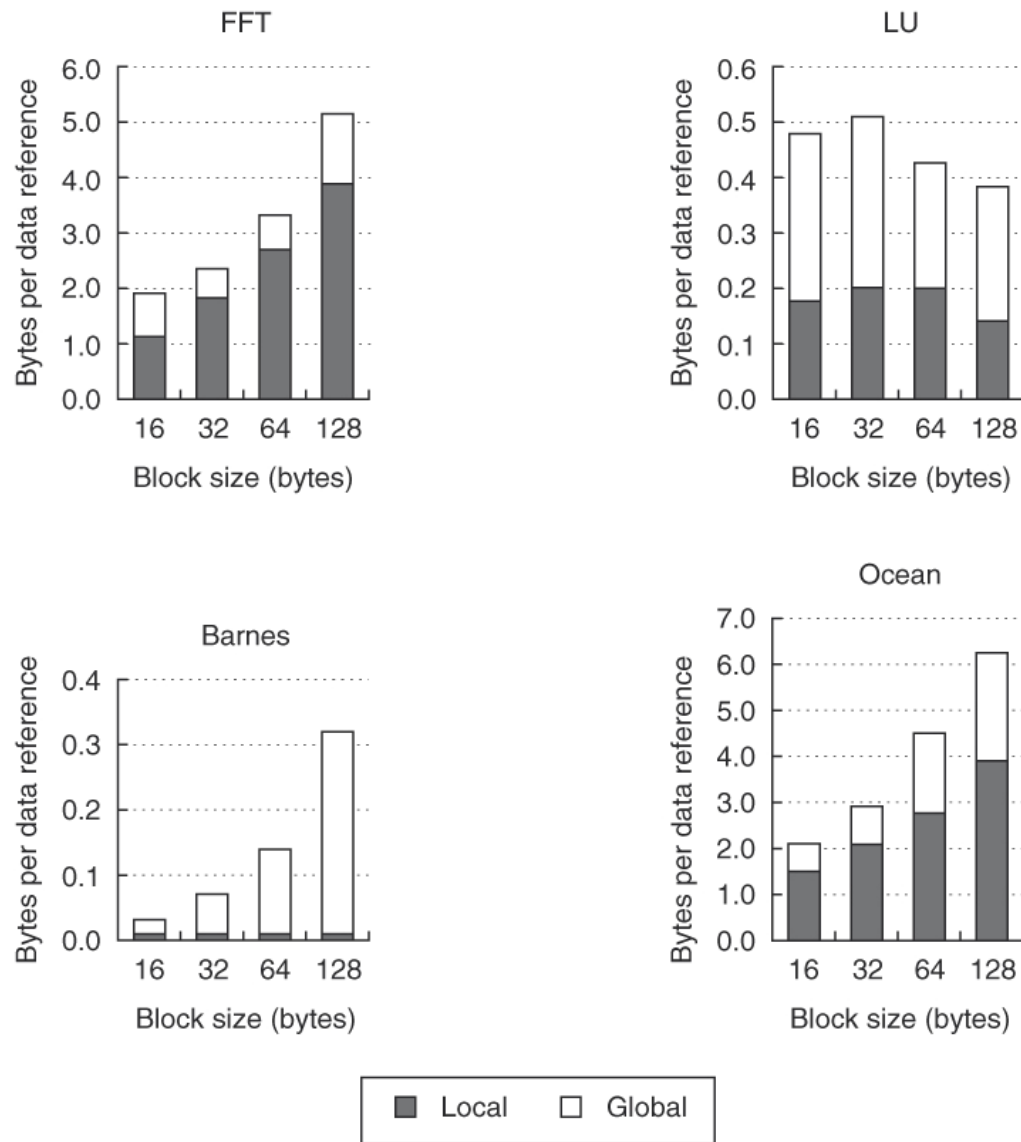 FFT
6.0
5.0
4.0
3.0
2.0
1.0
0.0
Bytes per data reference
16 32 64 128
Block size (bytes)
LU
0.6
0.5
0.4
0.3
0.2
0.1
0.0
Bytes per data reference
16 32 64 128
Block size (bytes)
Barnes
0.4
0.3
0.2
0.1
0.0
Bytes per data reference
16 32 64 128
Block size (bytes)
Ocean
7.0
6.0
5.0
4.0
3.0
2.0
1.0
0.0
Bytes per data reference
16 32 64 128
Block size (bytes)
Local Global